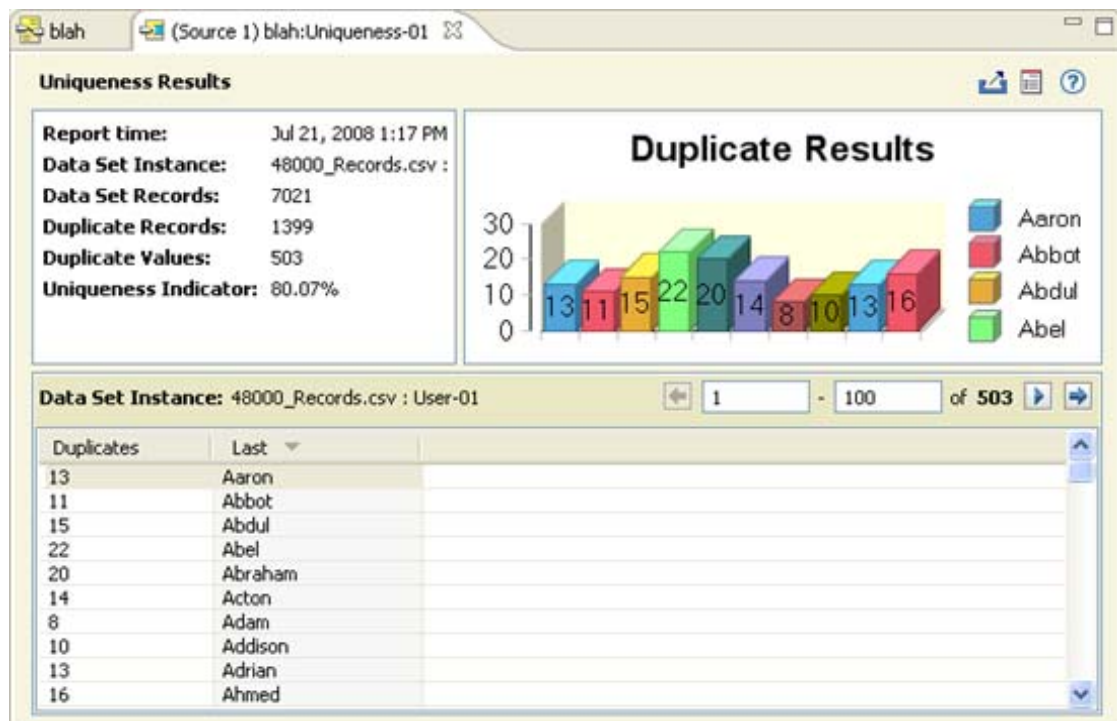 blah
(Source 1) blah:Uniqueness-01
Uniqueness Results
Report time: Jul 21, 2008 1:17 PM
Data Set Instance: 48000_Records.csv :
Data Set Records: 7021
Duplicate Records: 1399
Duplicate Values: 503
Uniqueness Indicator: 80.07%
Duplicate Results
30
20
10
0
13 11 15 22 20 14 8 10 13 16
Aaron
Abbot
Abdul
Abel
Data Set Instance: 48000_Records.csv : User-01 1 - 100 of 503
Duplicates Last
13 Aaron
11 Abbot
15 Abdul
22 Abel
20 Abraham
14 Acton
8 Adam
10 Addison
13 Adrian
16 Ahmed